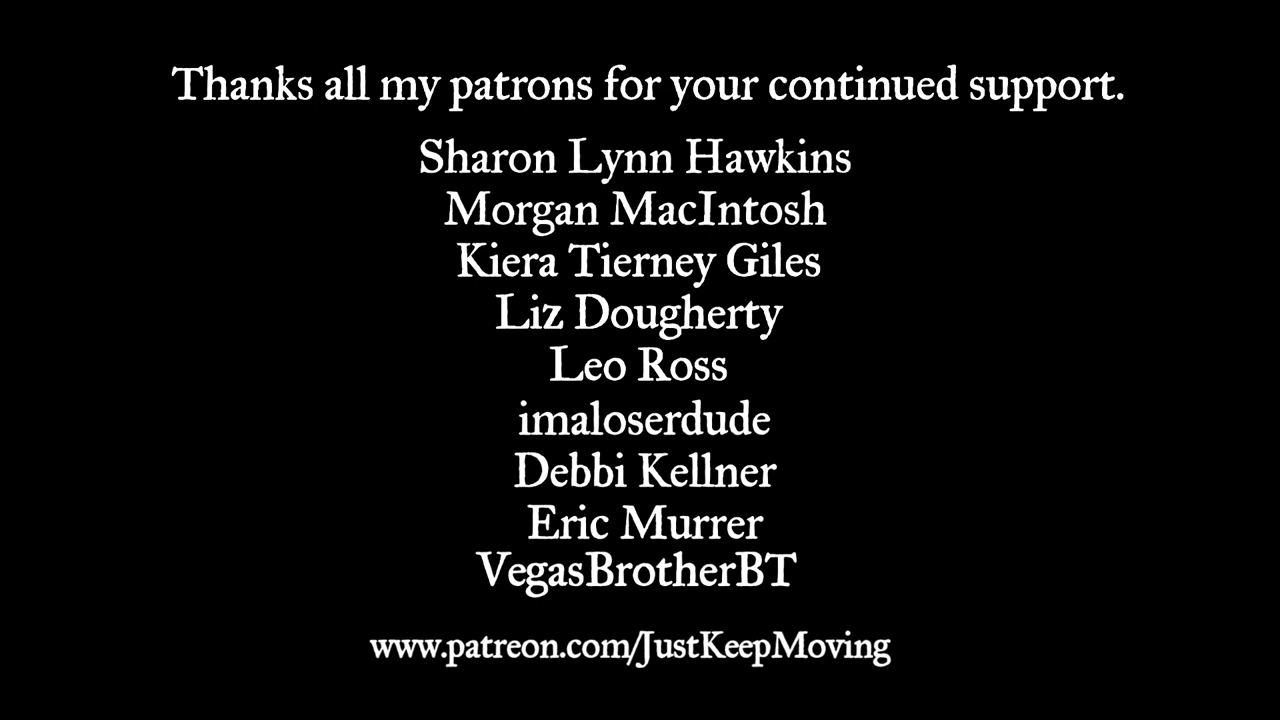 Thanks all my patrons for your continued support.
Sharon Lynn Hawkins
Morgan MacIntosh
Kiera Tierney Giles
Liz Dougherty
Leo Ross
imaloserdude
Debbi Kellner
Eric Murrer
VegasBrotherBT
www.patreon.com/JustKeepMoving